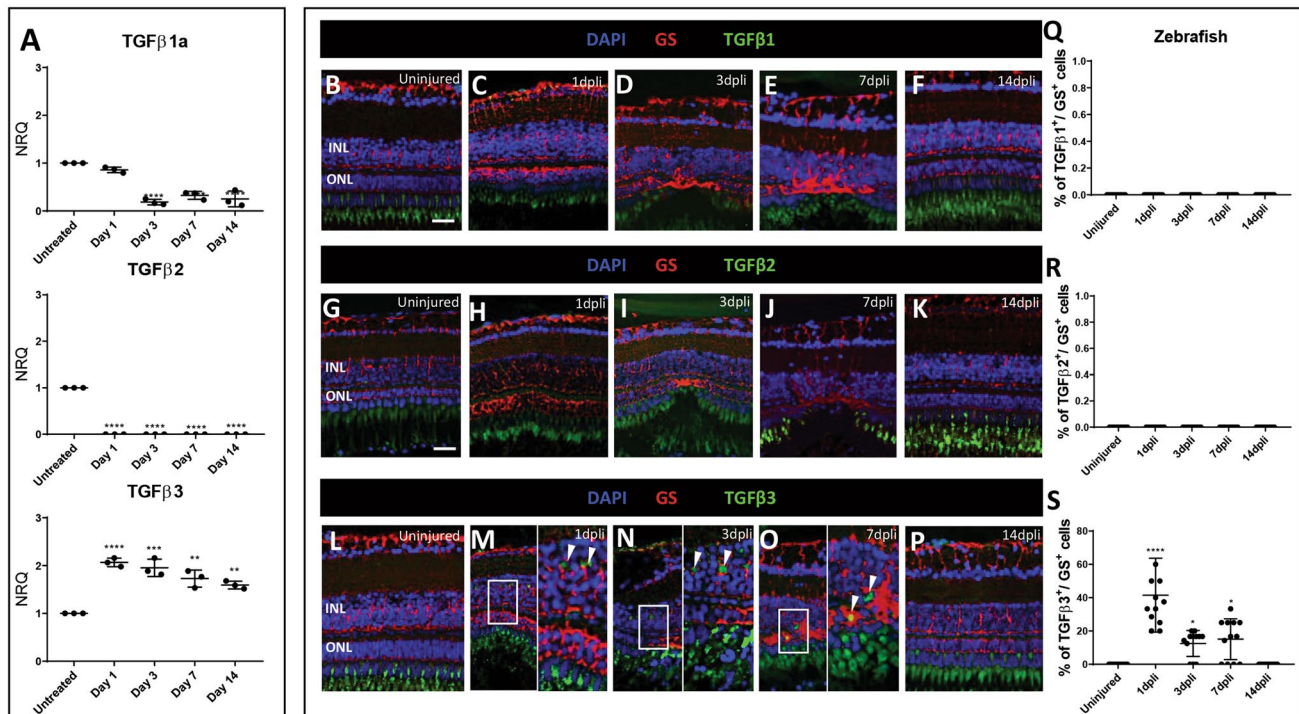 A
TGFβ1a
NRQ
3
2
1
0
Untreated
Day 1
Day 3
Day 7
Day 14
****
TGFβ2
NRQ
3
2
1
0
Untreated
Day 1
Day 3
Day 7
Day 14
****
****
****
****
TGFβ3
NRQ
3
2
1
0
Untreated
Day 1
Day 3
Day 7
Day 14
****
***
**
**
DAPI GS TGFβ1
B Uninjured
INL
ONL
C 1dpli
D 3dpli
E 7dpli
F 14dpli
DAPI GS TGFβ2
G Uninjured
INL
ONL
H 1dpli
I 3dpli
J 7dpli
K 14dpli
DAPI GS TGFβ3
L Uninjured
INL
ONL
M 1dpli
N 3dpli
O 7dpli
P 14dpli
Q
Zebrafish
% of TGFβ1+/ GS+ cells
1.0
0.8
0.6
0.4
0.2
0.0
Unijured
1dpli
3dpli
7dpli
14dpli
R
% of TGFβ2+/ GS+ cells
1.0
0.8
0.6
0.4
0.2
0.0
Uninjured
1dpli
3dpli
7dpli
14dpli
S
% of TGFβ3+/ GS+ cells
80
60
40
20
0
Uninjured
1dpli
3dpli
7dpli
14dpli
****
*
*